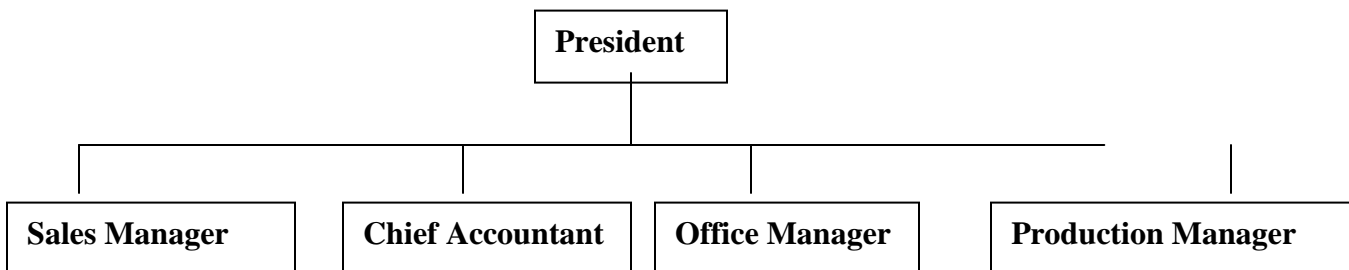 President
Sales Manager
Chief Accountant
Office Manager
Production Manager